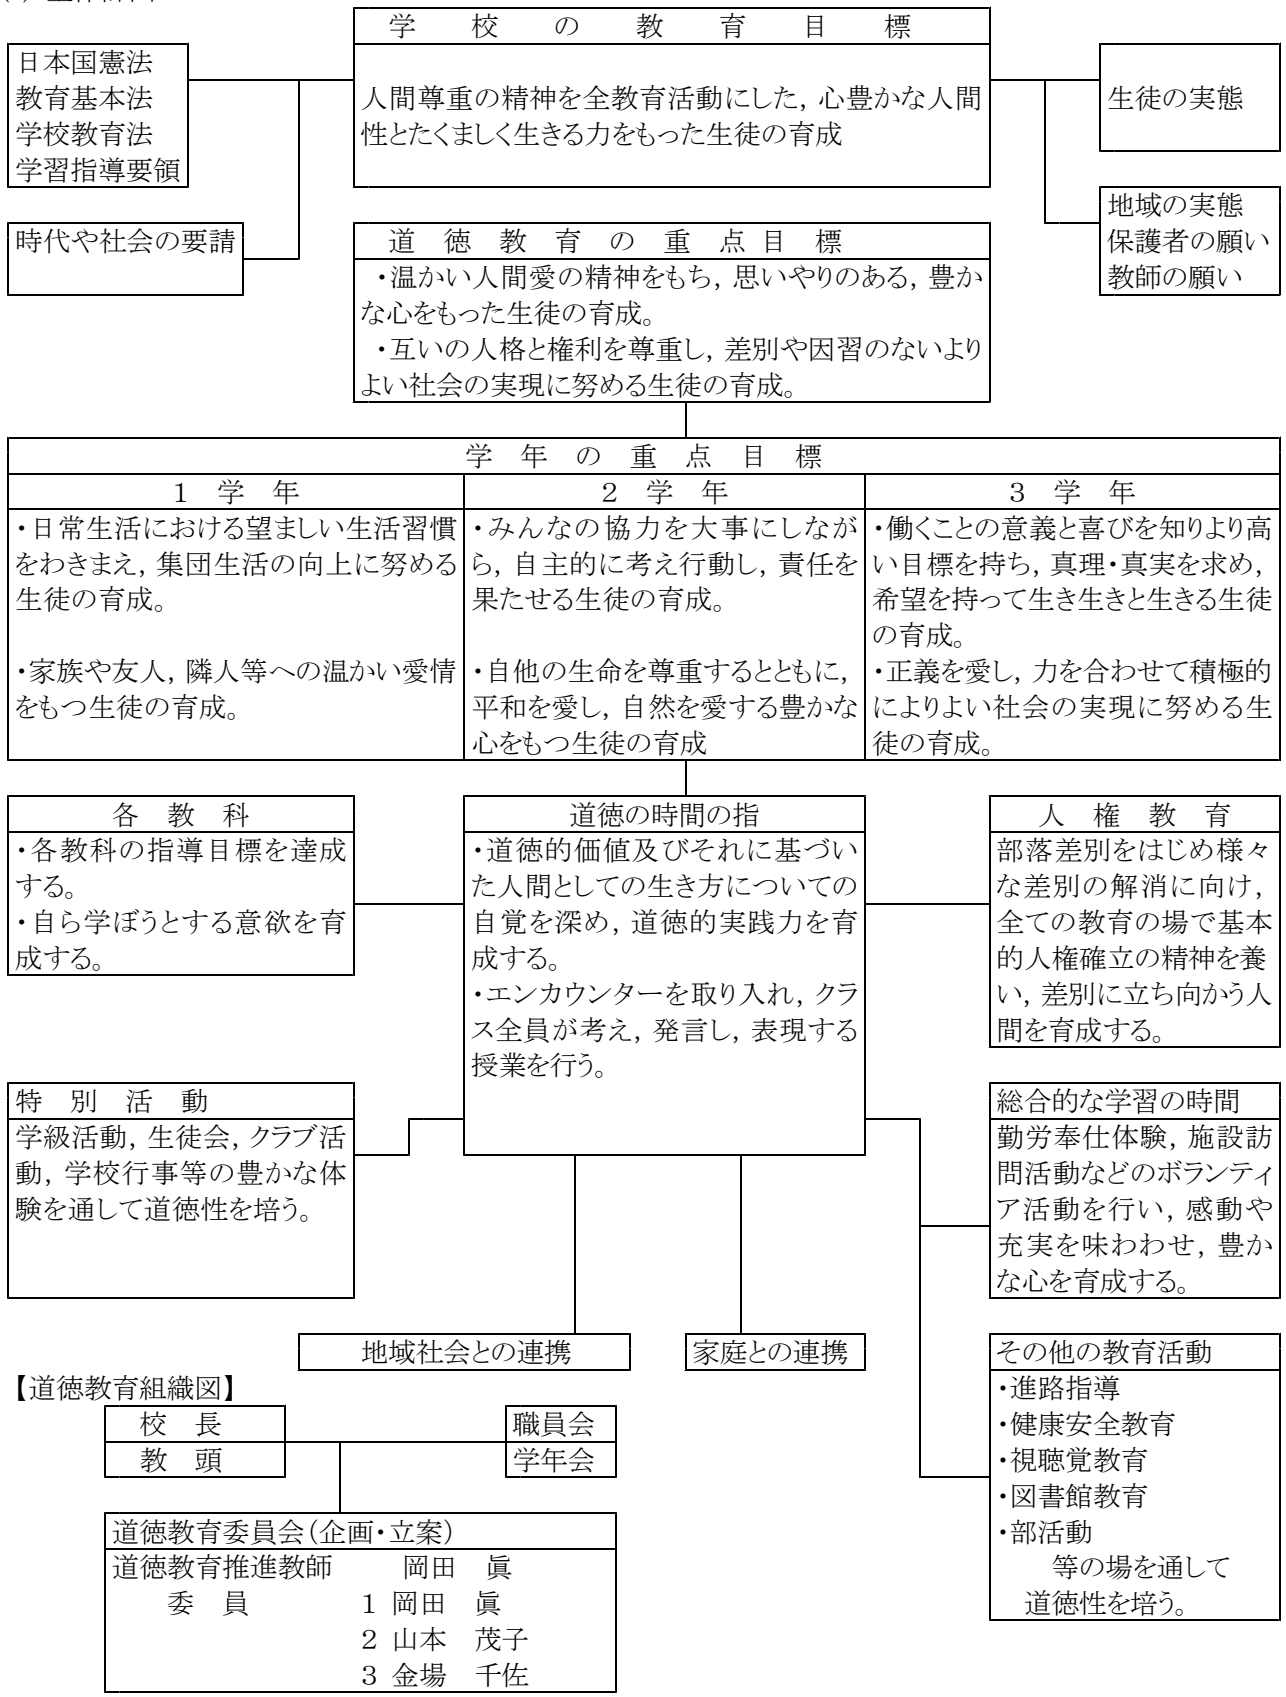 学校の教育目標
人間尊重の精神を全教育活動にした，心豊かな人間
性とたくましく生きる力をもった生徒の育成
日本国憲法
教育基本法
学校教育法
学習指導要領
時代や社会の要請
生徒の実態
地域の実態
保護者の願い
教師の願い
道徳教育の重点目標
・温かい人間愛の精神をもち，思いやりのある，豊か
な心をもった生徒の育成。
・互いの人格と権利を尊重し，差別や因習のないより
よい社会の実現に努める生徒の育成。
学年の重点目標
１学年
・日常生活における望ましい生活習慣
をわきまえ，集団生活の向上に努める
生徒の育成。
・家族や友人，隣人等への温かい愛情
をもつ生徒の育成。
２学年
・みんなの協力を大事にしなが
ら，自主的に考え行動し，責任を
果たせる生徒の育成。
・自他の生命を尊重するとともに，
平和を愛し，自然を愛する豊かな
心をもつ生徒の育成
３学年
・働くことの意義と喜びを知りより高
い目標を持ち，真理・真実を求め，
希望を持って生き生きと生きる生徒
の育成。
・正義を愛し，力を合わせて積極的
によりよい社会の実現に努める生
徒の育成。
各教科
・各教科の指導目標を達成
する。
・自ら学ぼうとする意欲を育
成する。
道徳の時間の指
・道徳的価値及びそれに基づい
た人間としての生き方についての
自覚を深め，道徳的実践力を育
成する。
・エンカウンターを取り入れ，クラ
ス全員が考え，発言し，表現する
授業を行う。
人権教育
部落差別をはじめ様々
な差別の解消に向け，
全ての教育の場で基本
的人権確立の精神を養
い，差別に立ち向かう人
間を育成する。
特別活動
学級活動，生徒会，クラブ活
動，学校行事等の豊かな体
験を通して道徳性を培う。
総合的な学習の時間
勤労奉仕体験，施設訪
問活動などのボランティ
ア活動を行い，感動や
充実を味わわせ，豊か
な心を育成する。
地域社会との連携
家庭との連携
その他の教育活動
・進路指導
・健康安全教育
・視聴覚教育
・図書館教育
・部活動
等の場を通して
道徳性を培う。
【道徳教育組織図】
校長
教頭
職員会
学年会
道徳教育委員会（企画・立案）
道徳教育推進教師　岡田　眞
委員　１ 岡田　眞
２ 山本　茂子
３ 金場　千佐